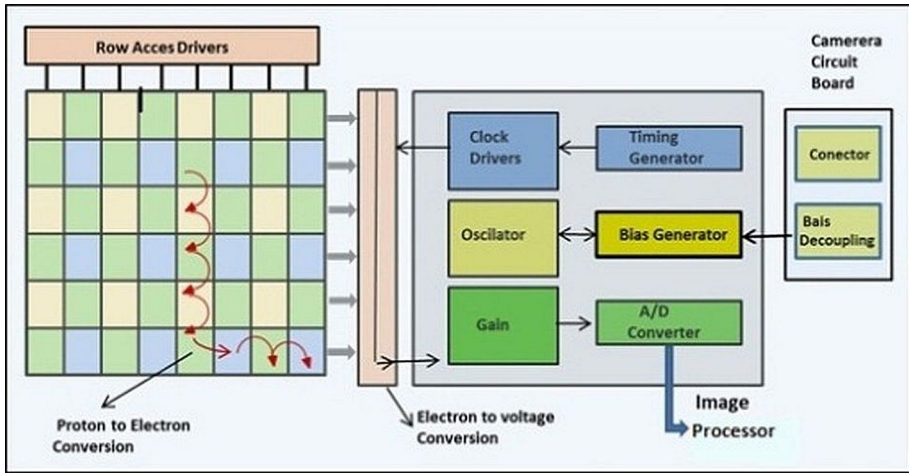 Row Acces Drivers
Camerera
Circuit
Board
Clock
Drivers
Timing
Generator
Conector
Oscilator
Bias Generator
Bais
Decoupling
Gain
A/D
Converter
Proton to Electron
Conversion
Electron to voltage
Conversion
Image
Processor